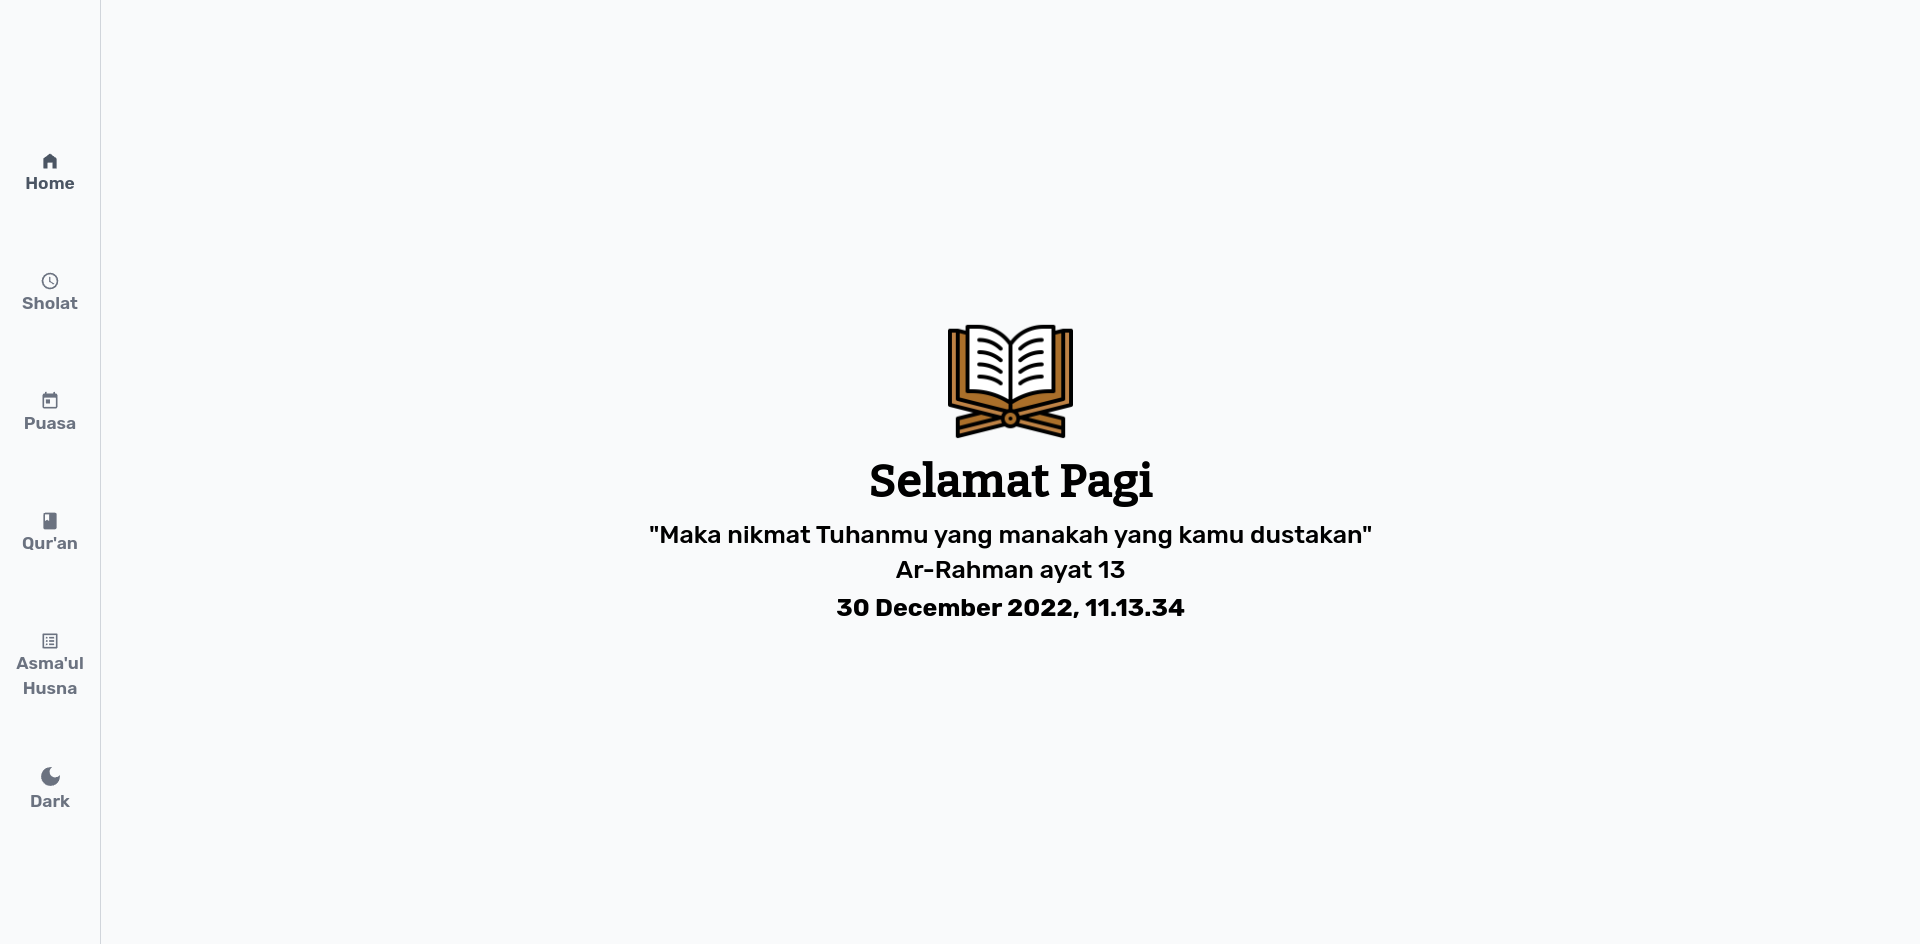 Home
Sholat
Puasa
Qur'an
Asma'ul
Husna
Dark
Selamat Pagi
"Maka nikmat Tuhanmu yang manakah yang kamu dustakan"
Ar-Rahman ayat 13
30 December 2022, 11.13.34